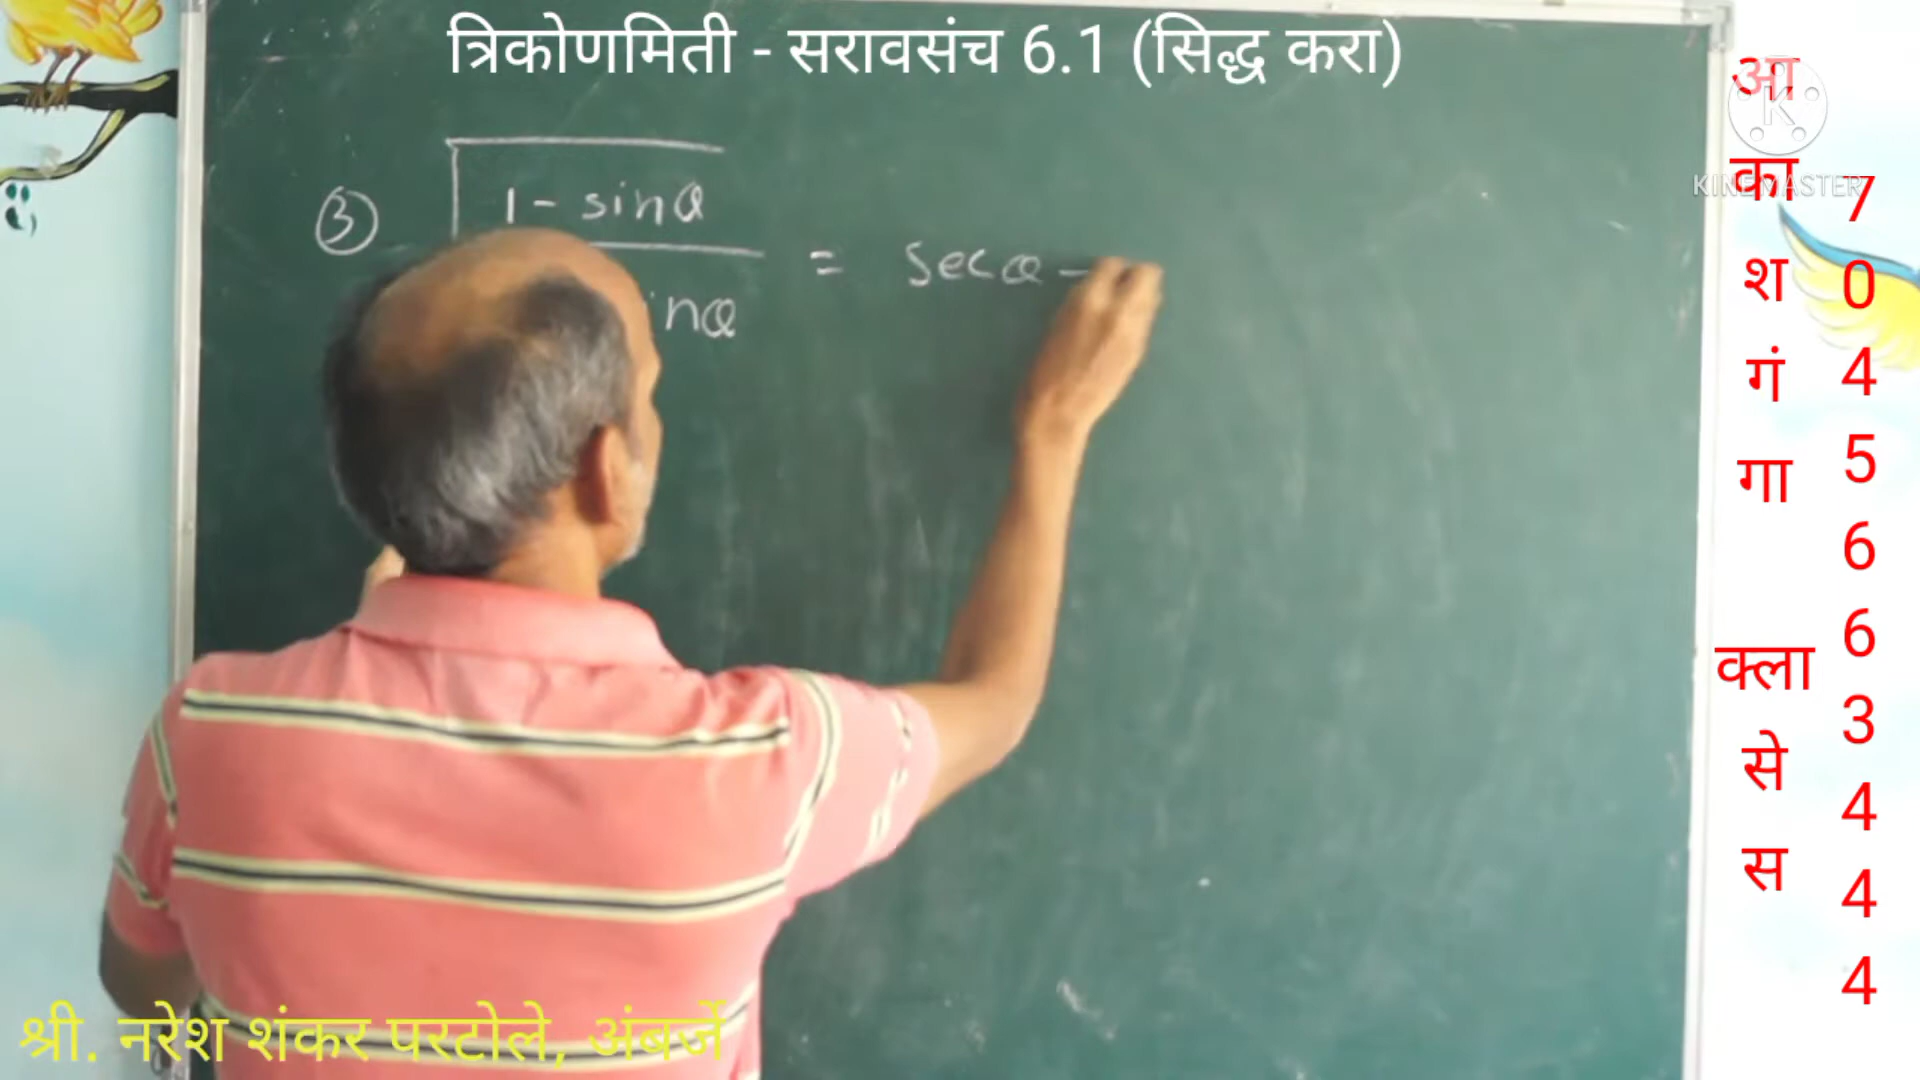 त्रिकोणमिती - सरावसंच 6.1 (सिद्ध करा)
③ √ 1 - sinθ
= secθ -
nθ
आ
का
श
गं
गा
क्ला
से
स
7
0
4
5
6
6
3
4
4
4
KINEMASTER
श्री. नरेश शंकर परटोले, अंबर्जे